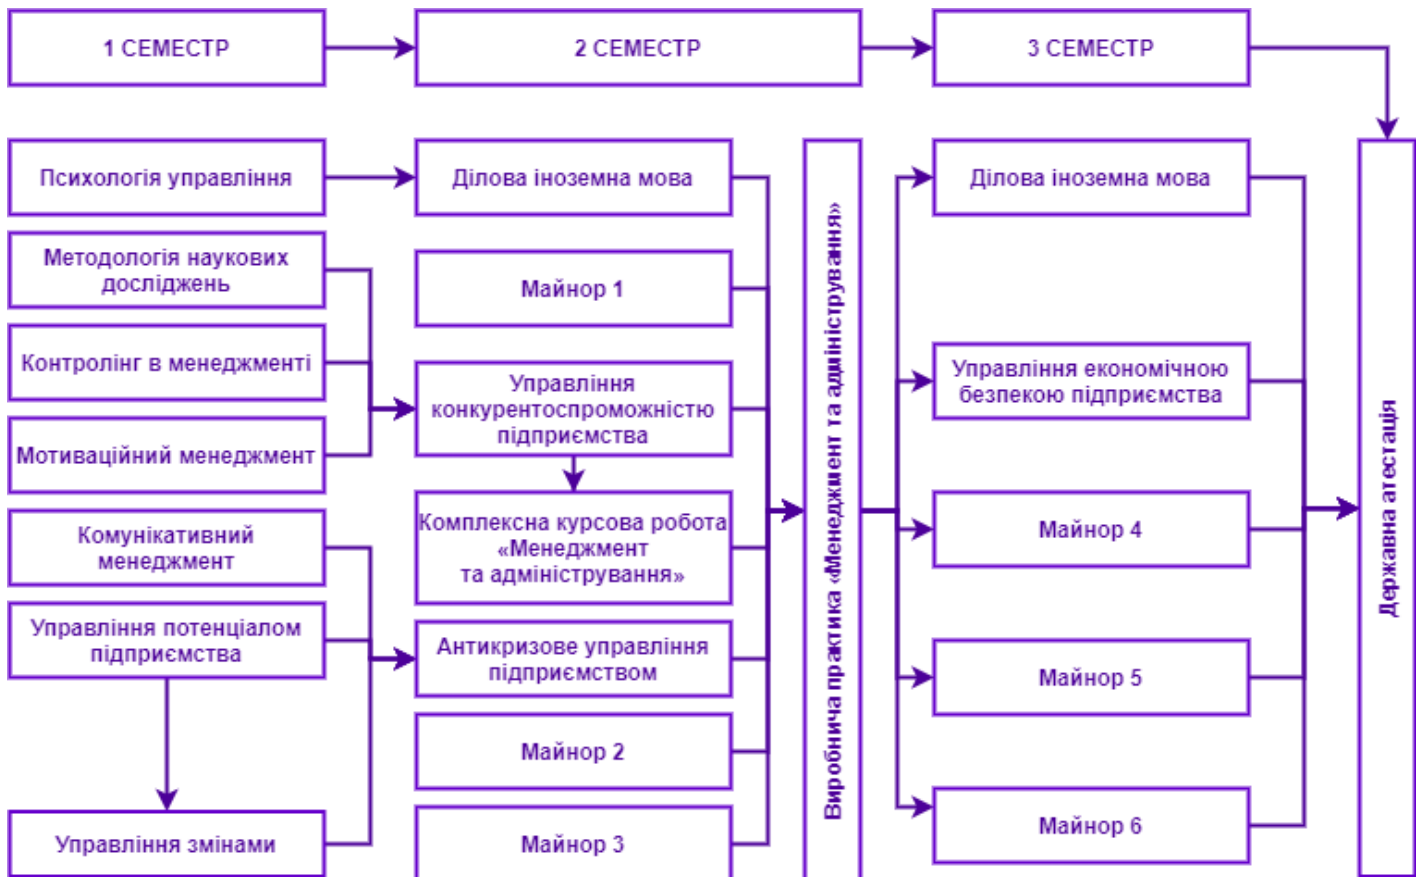 1 СЕМЕСТР
2 СЕМЕСТР
3 СЕМЕСТР
Психологія управління
Методологія наукових
досліджень
Контролінг в менеджменті
Мотиваційний менеджмент
Комунікативний
менеджмент
Управління потенціалом
підприємства
Управління змінами
Ділова іноземна мова
Майнор 1
Управління
конкурентоспроможністю
підприємства
Комплексна курсова робота
«Менеджмент
та адміністрування»
Антикризове управління
підприємством
Майнор 2
Майнор 3
Виробнича практика «Менеджмент та адміністрування»
Ділова іноземна мова
Управління економічною
безпекою підприємства
Майнор 4
Майнор 5
Майнор 6
Державна атестація